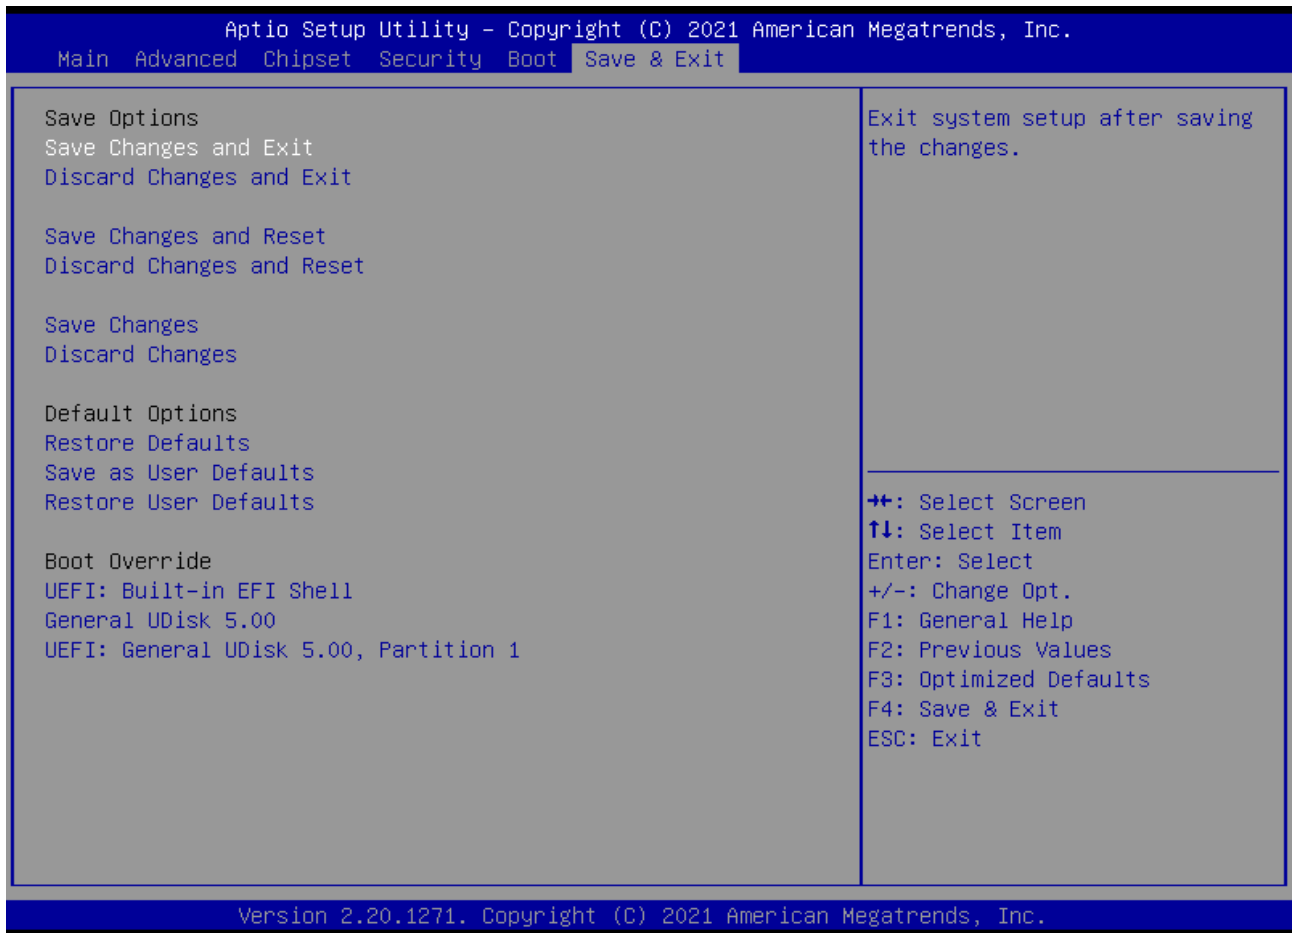 Aptio Setup Utility – Copyright (C) 2021 American Megatrends, Inc.
Main Advanced Chipset Security Boot Save & Exit
Save Options
Save Changes and Exit
Discard Changes and Exit
Save Changes and Reset
Discard Changes and Reset
Save Changes
Discard Changes
Default Options
Restore Defaults
Save as User Defaults
Restore User Defaults
Boot Override
UEFI: Built-in EFI Shell
General UDisk 5.00
UEFI: General UDisk 5.00, Partition 1
Exit system setup after saving
the changes.
→←: Select Screen
↑↓: Select Item
Enter: Select
+/-: Change Opt.
F1: General Help
F2: Previous Values
F3: Optimized Defaults
F4: Save & Exit
ESC: Exit
Version 2.20.1271. Copyright (C) 2021 American Megatrends, Inc.